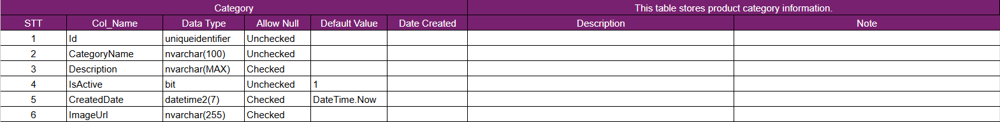 Category This table stores product category information.
STT Col_Name Data Type Allow Null Default Value Date Created Description Note
1 Id uniqueidentifier Unchecked
2 CategoryName nvarchar(100) Unchecked
3 Description nvarchar(MAX) Checked
4 IsActive bit Unchecked 1
5 CreatedDate datetime2(7) Checked DateTime.Now
6 ImageUrl nvarchar(255) Checked